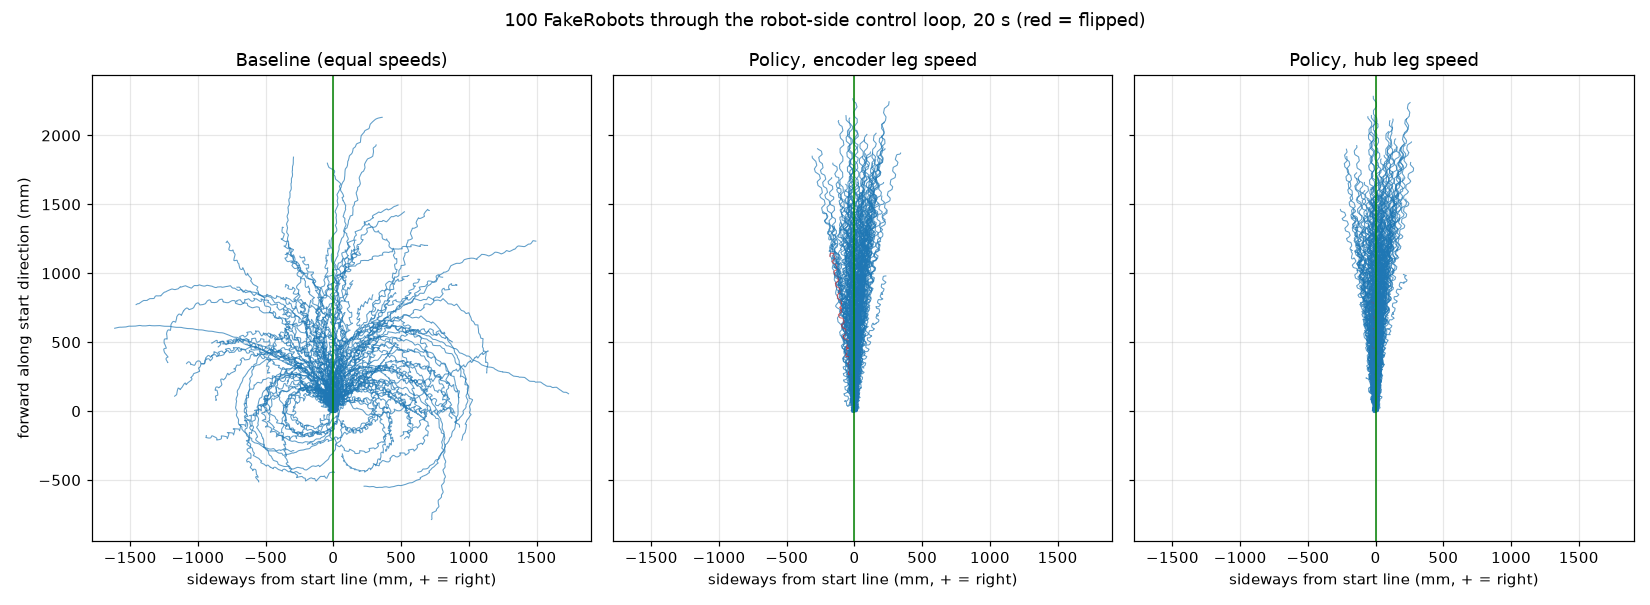 100 FakeRobots through the robot-side control loop, 20 s (red = flipped)
Baseline (equal speeds)
Policy, encoder leg speed
Policy, hub leg speed
forward along start direction (mm)
2000
1500
1000
500
0
−500
−1500 −1000 −500 0 500 1000 1500
−1500 −1000 −500 0 500 1000 1500
−1500 −1000 −500 0 500 1000 1500
sideways from start line (mm, + = right)
sideways from start line (mm, + = right)
sideways from start line (mm, + = right)